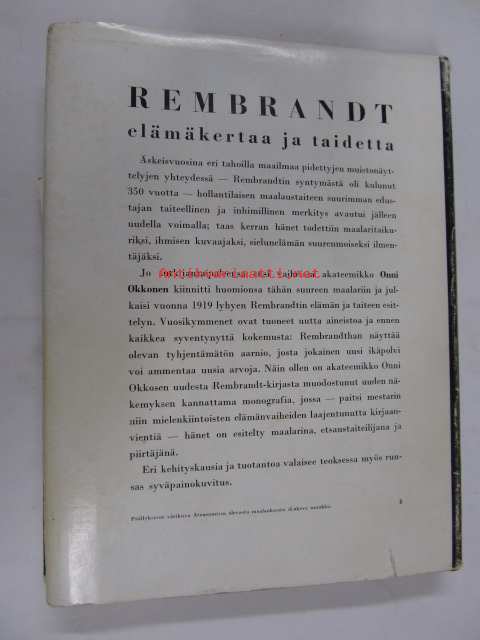 REMBRANDT
elämäkertaa ja taidetta
Äskeisvuosina eri tahoilla maailmaa pidettyjen muistonäyt-
telyjen yhteydessä — Rembrandtin syntymästä oli kulunut
350 vuotta — hollantilaisen maalaustaiteen suurimman edus-
tajan taiteellinen ja inhimillinen merkitys avautui jälleen
uudella voimalla; taas kerran hänet todettiin maalaritaiku-
riksi, ihmisen kuvaajaksi, sielunelämän suurenmoiseksi ilmen-
täjäksi.
Jo akateemikko Onni
Okkonen kiinnitti huomionsa tähän suureen maalariin ja jul-
kaisi vuonna 1919 lyhyen Rembrandtin elämän ja taiteen esit-
telyn. Vuosikymmenet ovat tuoneet uutta aineistoa ja ennen
kaikkea syventynyttä kokemusta: Rembrandthan näyttää
olevan tyhjentämätön aarnio, josta jokainen uusi ikäpolvi
voi ammentaa uusia arvoja. Näin ollen on akateemikko Onni
Okkosen uudesta Rembrandt-kirjasta muodostunut uuden nä-
kemyksen kannattama monografia, jossa — paitsi mestarin
niin mielenkiintoisten elämänvaiheiden laajentunutta kirjaan-
vientiä — hänet on esitelty maalarina, etsaustaiteilijana ja
piirtäjänä.
Eri kehityskausia ja tuotantoa valaisee teoksessa myös run-
sas syväpainokuvitus.